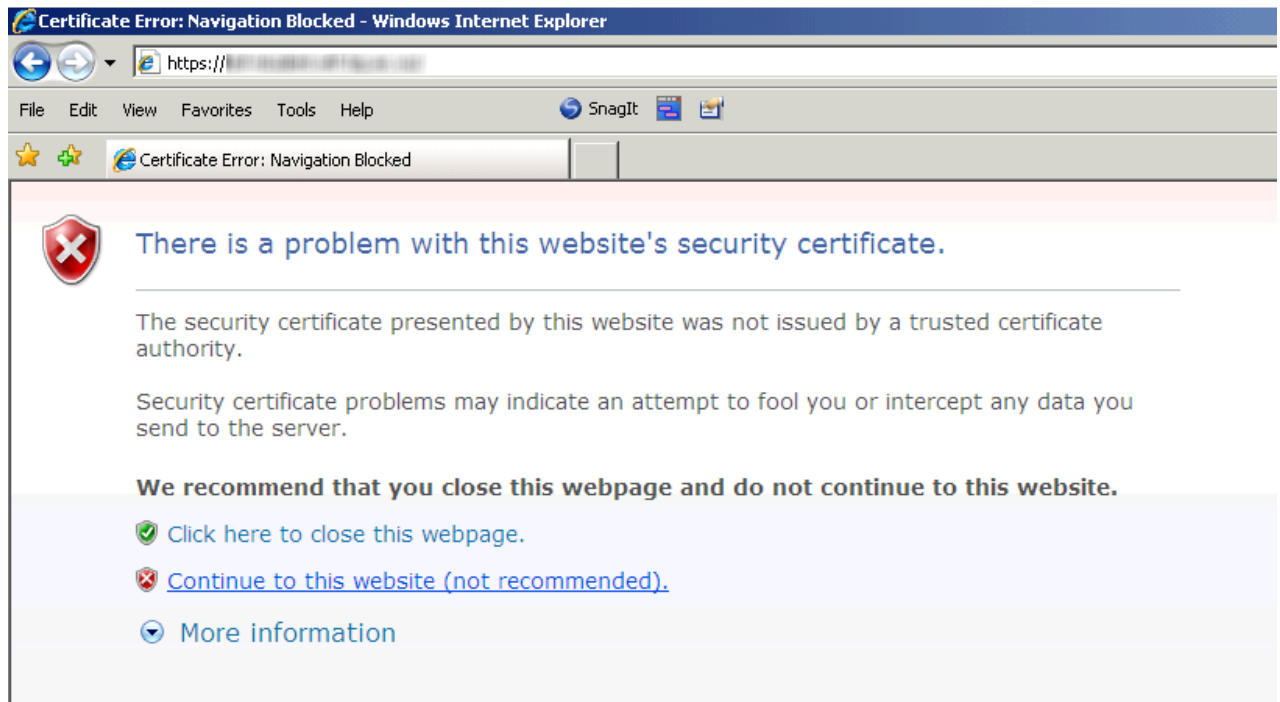 Certificate Error: Navigation Blocked - Windows Internet Explorer
https://
File Edit View Favorites Tools Help SnagIt
Certificate Error: Navigation Blocked
There is a problem with this website's security certificate.
The security certificate presented by this website was not issued by a trusted certificate
authority.
Security certificate problems may indicate an attempt to fool you or intercept any data you
send to the server.
We recommend that you close this webpage and do not continue to this website.
Click here to close this webpage.
Continue to this website (not recommended).
More information